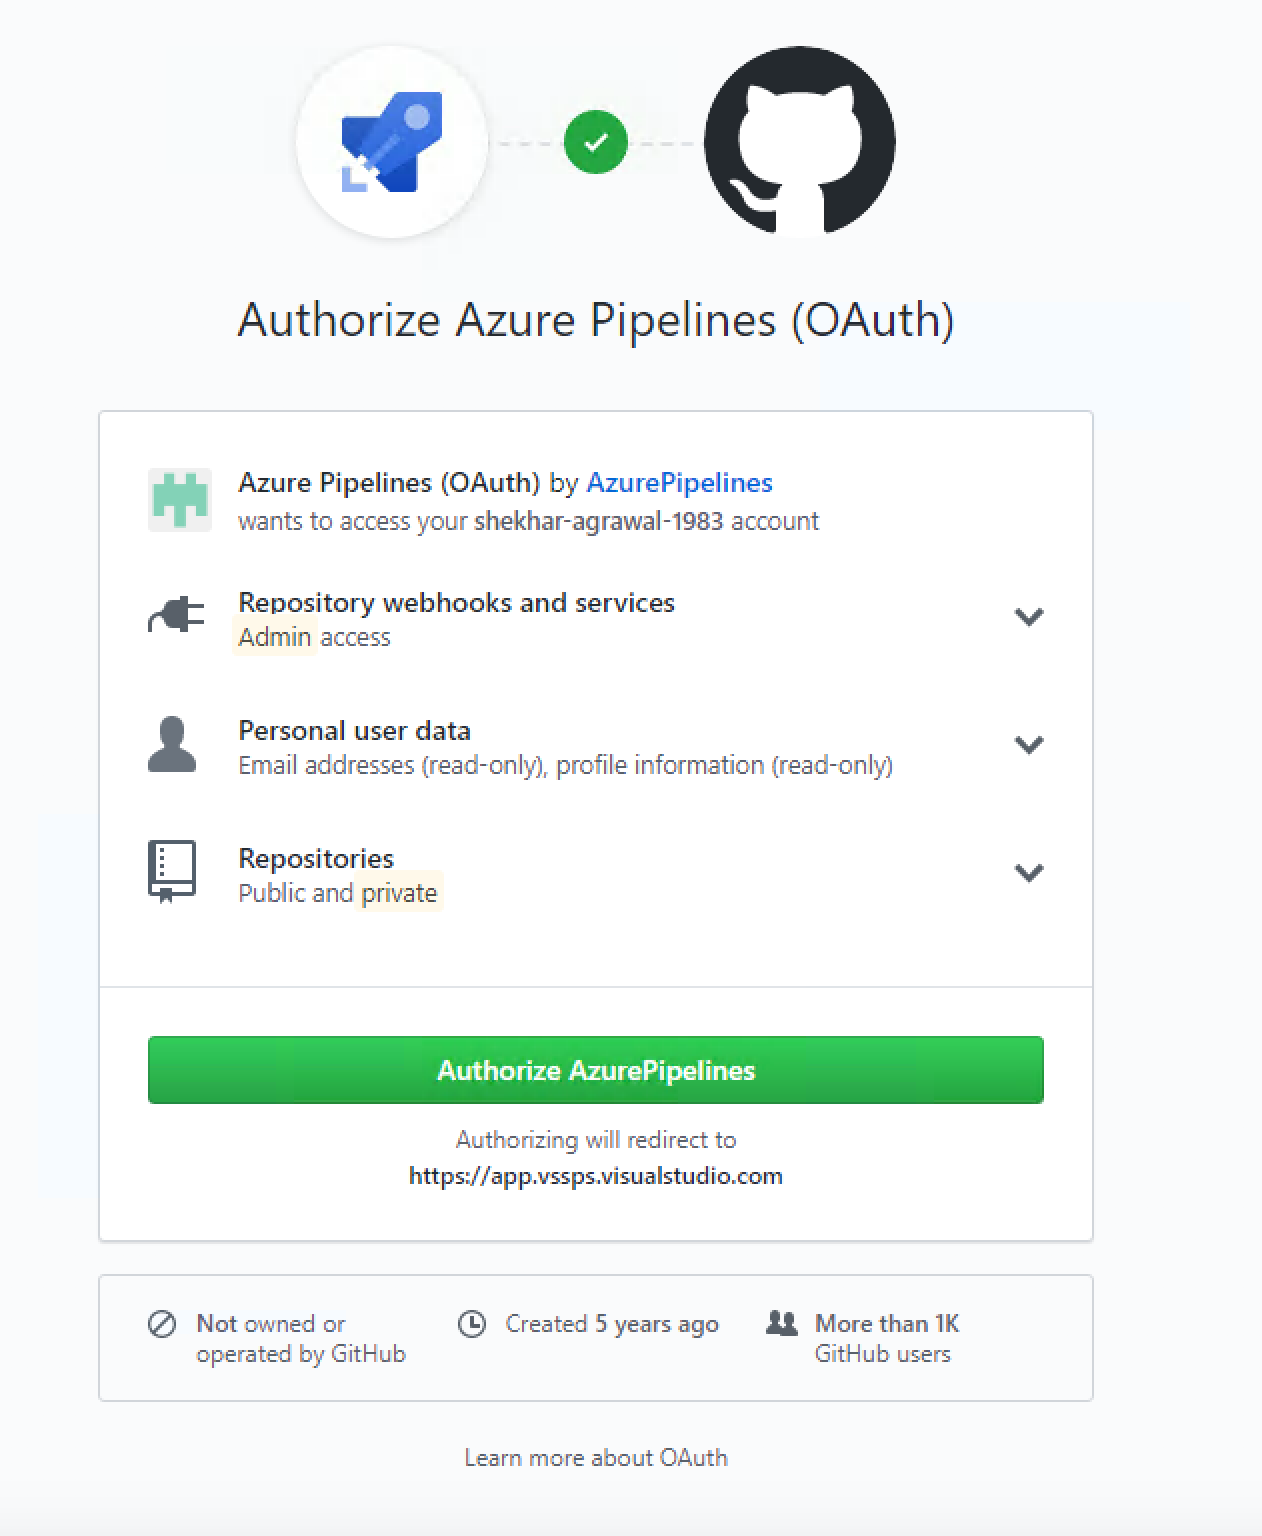 Authorize Azure Pipelines (OAuth)
Azure Pipelines (OAuth) by AzurePipelines
wants to access your shekhar-agrawal-1983 account
Repository webhooks and services
Admin access
Personal user data
Email addresses (read-only), profile information (read-only)
Repositories
Public and private
Authorize AzurePipelines
Authorizing will redirect to
https://app.vssps.visualstudio.com
Not owned or
operated by GitHub
Created 5 years ago
More than 1K
GitHub users
Learn more about OAuth